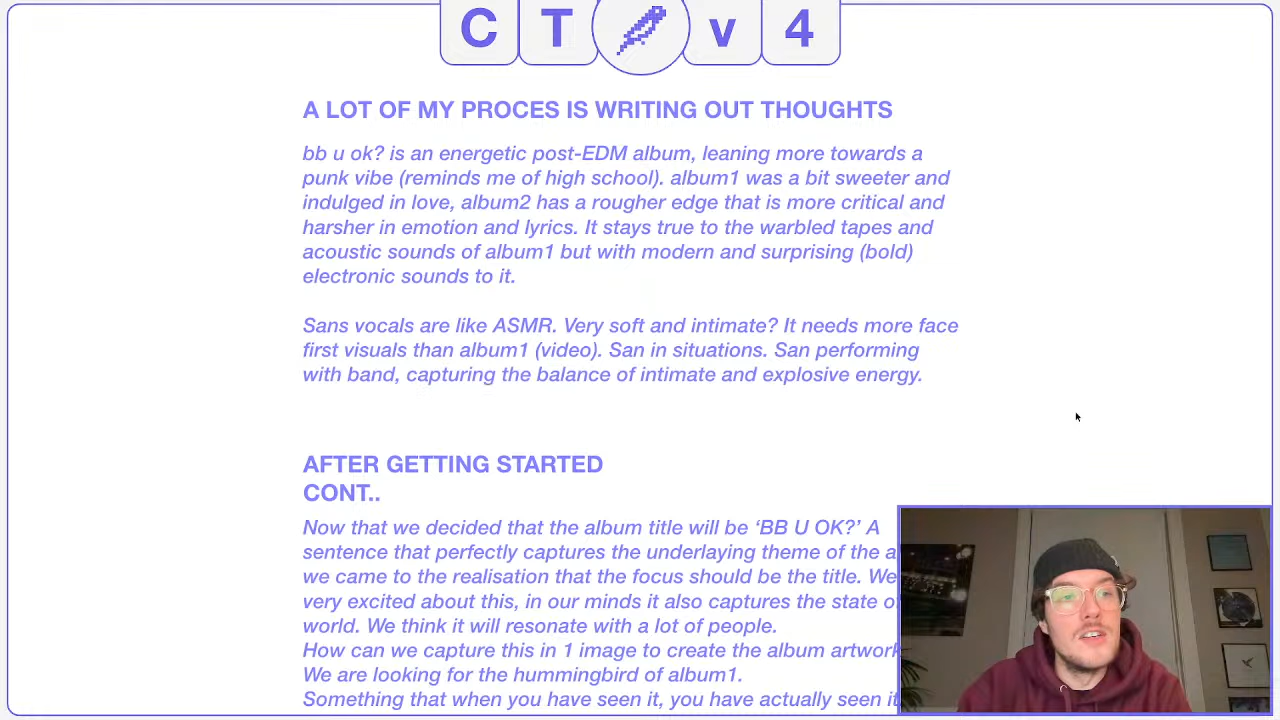 C T v 4
A LOT OF MY PROCES IS WRITING OUT THOUGHTS
bb u ok? is an energetic post-EDM album, leaning more towards a
punk vibe (reminds me of high school). album1 was a bit sweeter and
indulged in love, album2 has a rougher edge that is more critical and
harsher in emotion and lyrics. It stays true to the warbled tapes and
acoustic sounds of album1 but with modern and surprising (bold)
electronic sounds to it.
Sans vocals are like ASMR. Very soft and intimate? It needs more face
first visuals than album1 (video). San in situations. San performing
with band, capturing the balance of intimate and explosive energy.
AFTER GETTING STARTED
CONT..
Now that we decided that the album title will be ‘BB U OK?’ A
sentence that perfectly captures the underlaying theme of the
we came to the realisation that the focus should be the title. We
very excited about this, in our minds it also captures the state
world. We think it will resonate with a lot of people.
How can we capture this in 1 image to create the album artwork
We are looking for the hummingbird of album1.
Something that when you have seen it, you have actually seen it